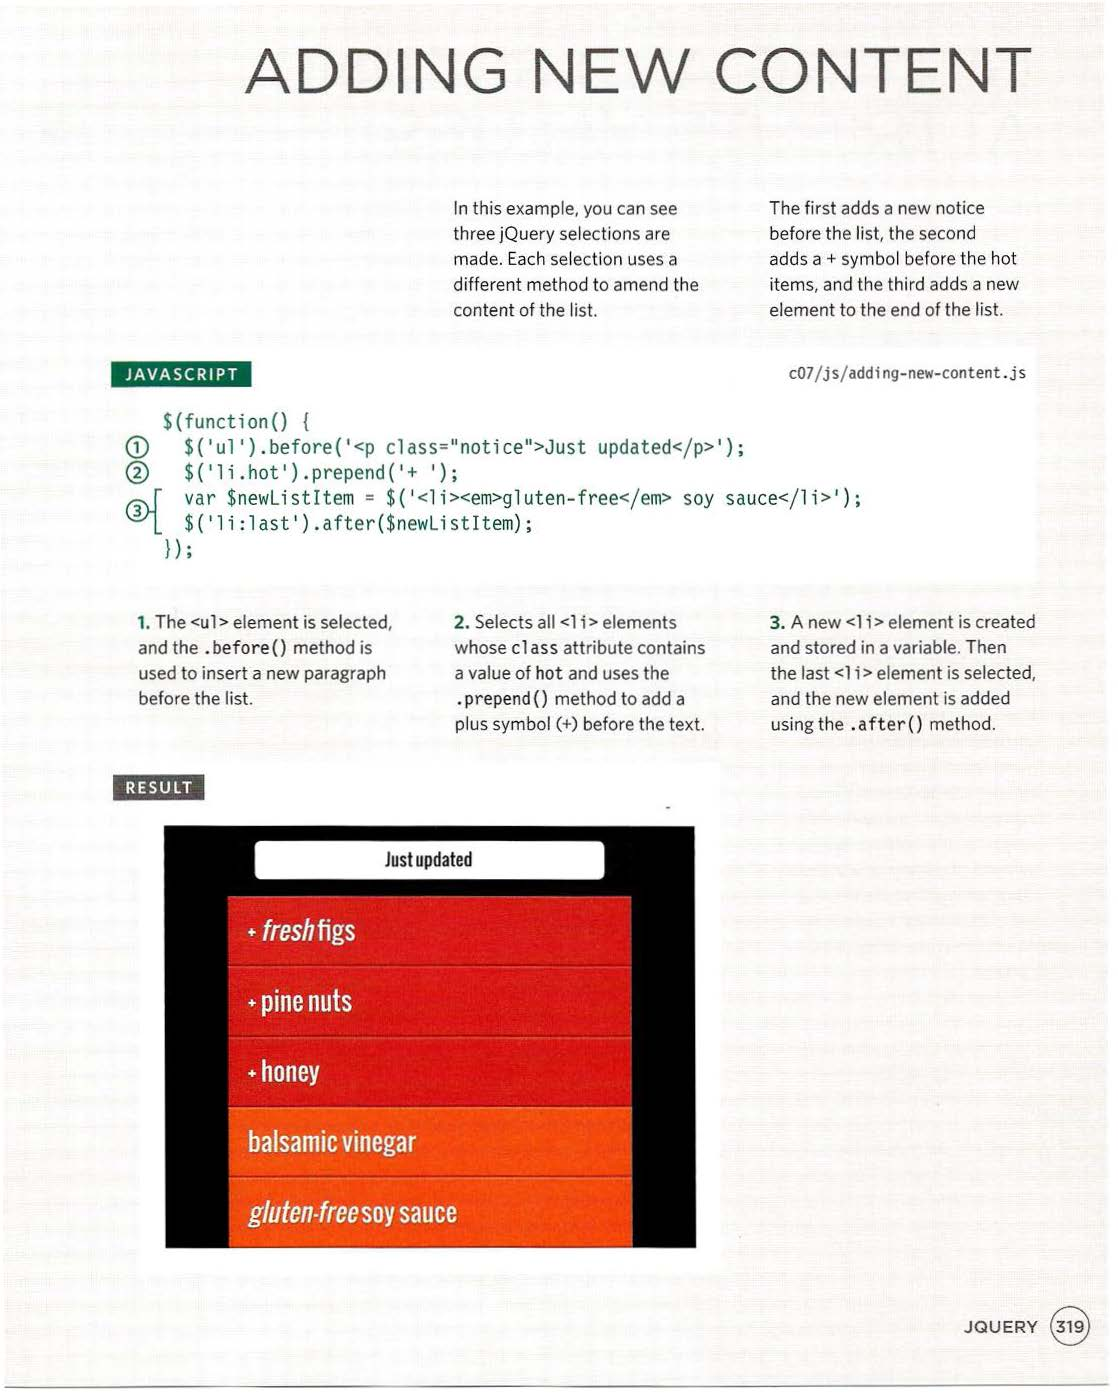 ADDING NEW CONTENT
In this example, you can see
three jQuery selections are
made. Each selection uses a
different method to amend the
content of the list.
The first adds a new notice
before the list, the second
adds a + symbol before the hot
items, and the third adds a new
element to the end of the list.
JAVASCRIPT
c07/js/adding-new-content.js
$(function() {
① $('ul').before('<p class="notice">Just updated</p>');
② $('li.hot').prepend('+ ');
③ var $newListItem = $('<li><em>gluten-free</em> soy sauce</li>');
$('li:last').after($newListItem);
});
1. The <ul> element is selected,
and the .before() method is
used to insert a new paragraph
before the list.
2. Selects all <li> elements
whose class attribute contains
a value of hot and uses the
.prepend() method to add a
plus symbol (+) before the text.
3. A new <li> element is created
and stored in a variable. Then
the last <li> element is selected,
and the new element is added
using the .after() method.
RESULT
Just updated
+ fresh figs
+ pine nuts
+ honey
balsamic vinegar
gluten-free soy sauce
JQUERY 319